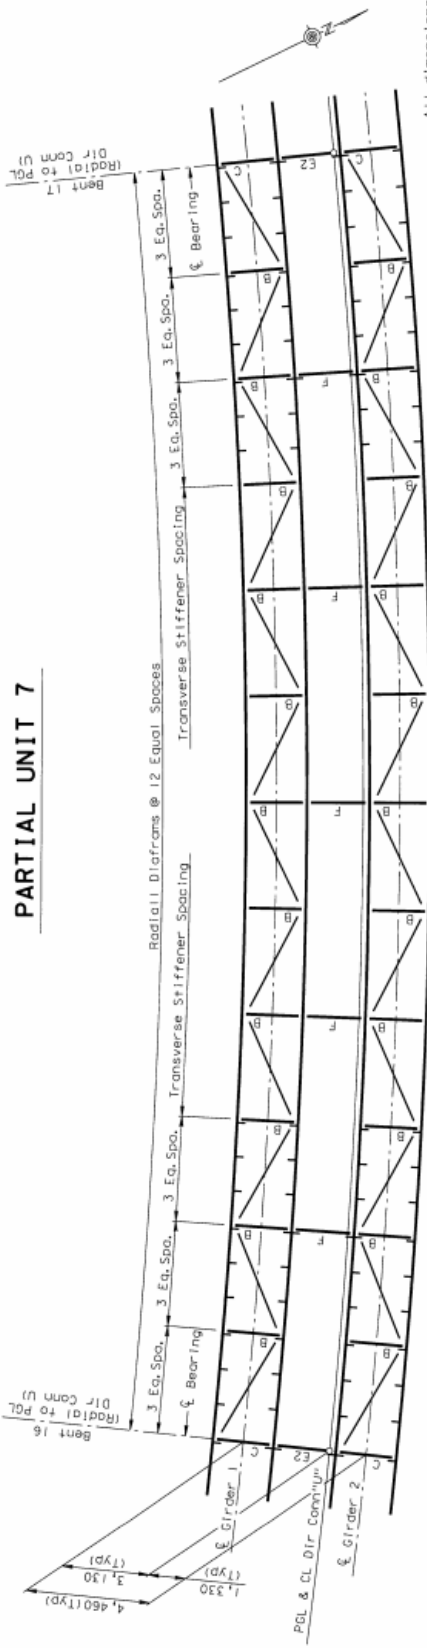 PARTIAL UNIT 7
N
Bent 16
(Radial to PGL
Dir Conn U)
Bent 17
(Radial to PGL
Dir Conn U)
Radiall Diaframs @ 12 Equal Spaces
3 Eq. Spa.
3 Eq. Spa.
3 Eq. Spa.
Transverse Stiffener Spacing
Transverse Stiffener Spacing
3 Eq. Spa.
3 Eq. Spa.
3 Eq. Spa.
℄ Bearing
℄ Bearing
4,460(Typ)
3,130
(Typ)
1,330
(Typ)
℄ Girder 1
PGL & CL Dir Conn"U"
℄ Girder 2
C
B
B
B
B
B
B
B
B
B
B
B
C
E2
F
F
F
F
F
E2
C
B
B
B
B
B
B
B
B
B
B
B
C